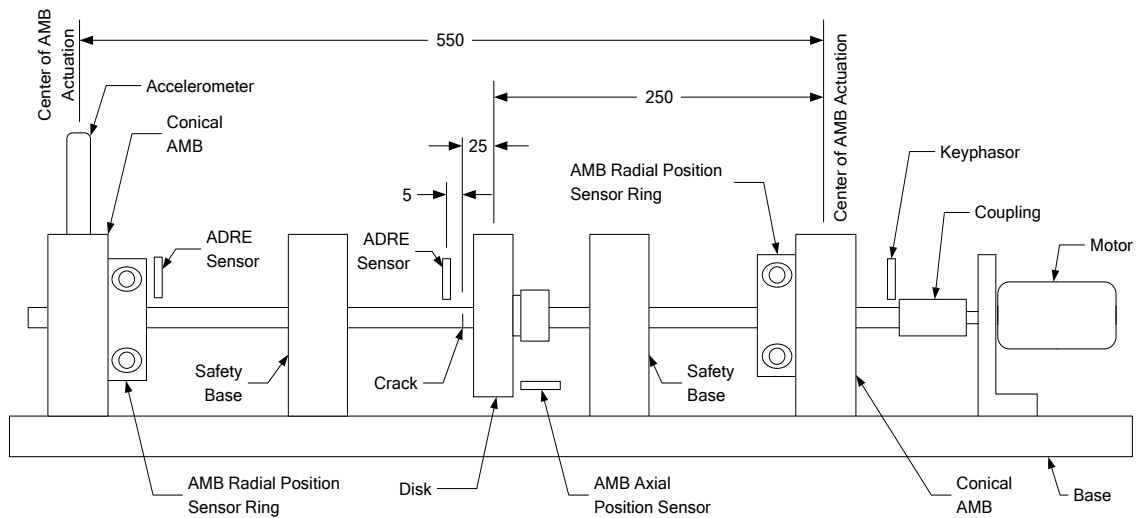 Center of AMB
Actuation
550
Accelerometer
250
Center of AMB Actuation
Conical
AMB
25
AMB Radial Position
Sensor Ring
Keyphasor
5
Coupling
ADRE
Sensor
ADRE
Sensor
Motor
Safety
Base
Crack
Safety
Base
AMB Radial Position
Sensor Ring
Disk
AMB Axial
Position Sensor
Conical
AMB
Base